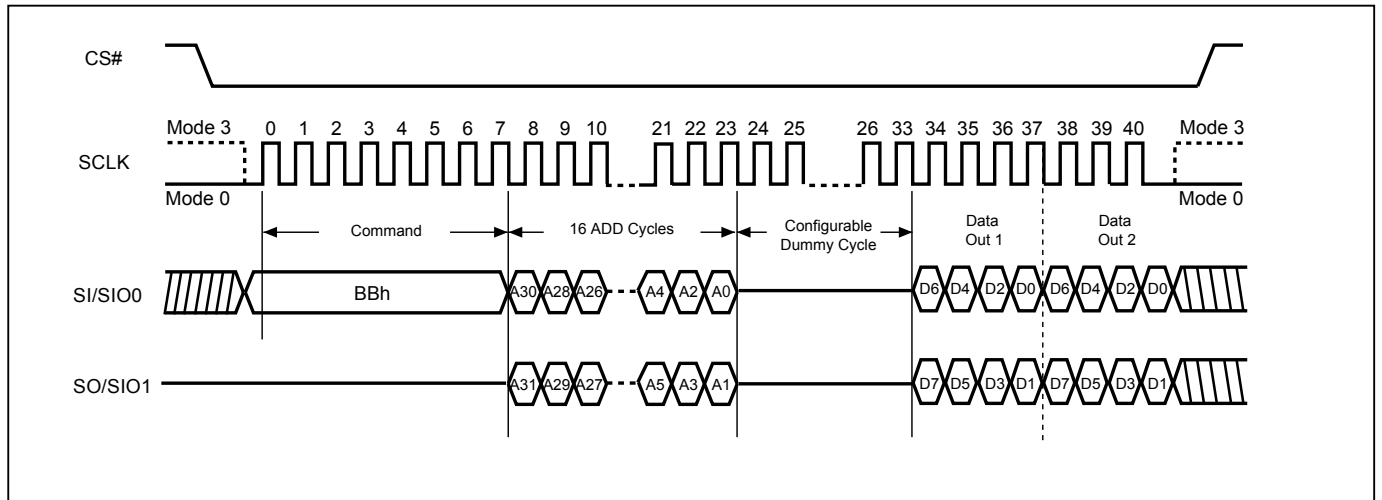 CS#
Mode 3 0 1 2 3 4 5 6 7 8 9 10 21 22 23 24 25 26 33 34 35 36 37 38 39 40 Mode 3
SCLK
Mode 0 Mode 0
Command 16 ADD Cycles Configurable Dummy Cycle Data Out 1 Data Out 2
SI/SIO0 BBh A30 A28 A26 A4 A2 A0 D6 D4 D2 D0 D6 D4 D2 D0
SO/SIO1 A31 A29 A27 A5 A3 A1 D7 D5 D3 D1 D7 D5 D3 D1